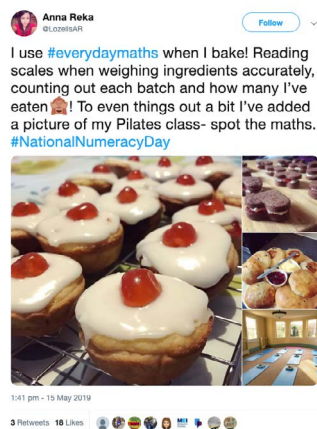 Anna Reka
@LozellsAR
Follow
I use #everydaymaths when I bake! Reading
scales when weighing ingredients accurately,
counting out each batch and how many I've
eaten🙈! To even things out a bit I've added
a picture of my Pilates class- spot the maths.
#NationalNumeracyDay
1:41 pm - 15 May 2019
3 Retweets 18 Likes